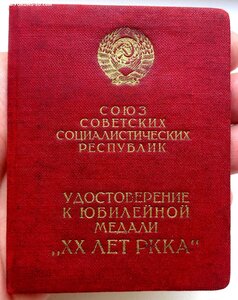 СОЮЗ
СОВЕТСКИХ
СОЦИАЛИСТИЧЕСКИХ
РЕСПУБЛИК
УДОСТОВЕРЕНИЕ
К ЮБИЛЕЙНОЙ
МЕДАЛИ
„XX ЛЕТ РККА“